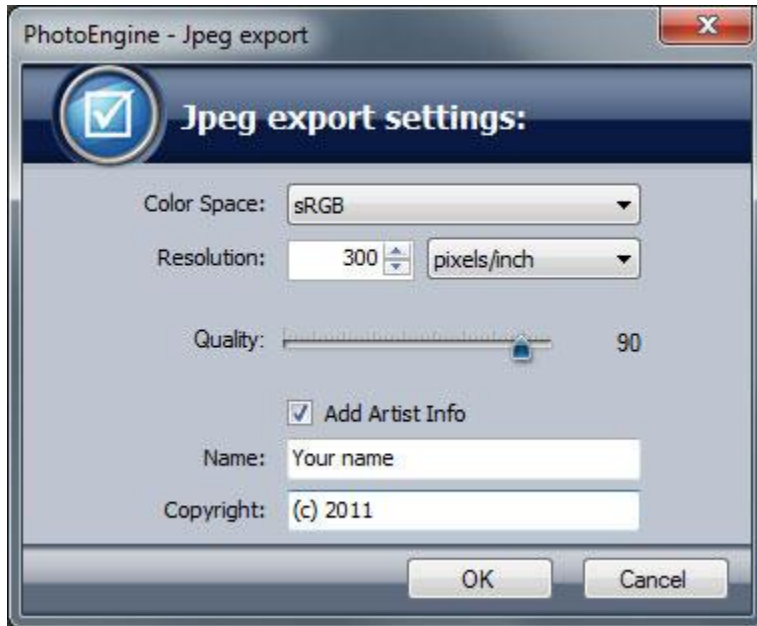 PhotoEngine - Jpeg export
Jpeg export settings:
Color Space: sRGB
Resolution: 300 pixels/inch
Quality: 90
Add Artist Info
Name: Your name
Copyright: (c) 2011
OK Cancel